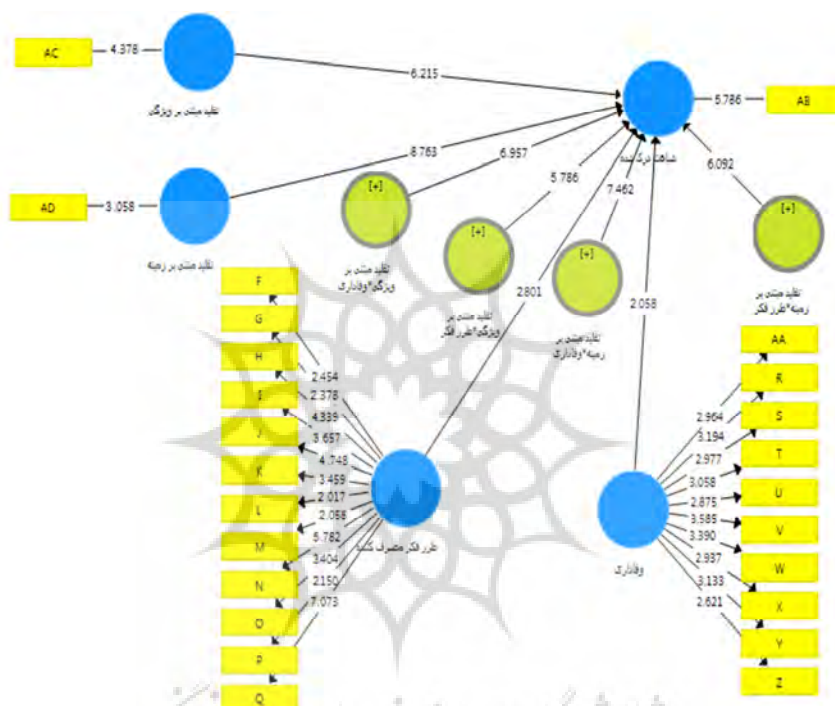 AC
4.378
تقلید مبتنی بر ویژگی
6.215
5.786
AB
شباهت درک شده
AD
3.058
تقلید مبتنی بر زمینه
8.763
6.957
5.786
7.462
6.092
[+]
تقلید مبتنی بر
ویژگی*وفاداری
[+]
تقلید مبتنی بر
ویژگی*طرز فکر
[+]
تقلید مبتنی بر
زمینه*وفاداری
[+]
تقلید مبتنی بر
زمینه*طرز فکر
2.801
2.058
F
G
H
I
J
K
L
M
N
O
P
Q
2.454
2.378
4.339
3.657
4.748
3.459
2.017
2.058
5.782
3.404
2.150
7.073
طرز فکر مصرف کننده
AA
R
S
T
U
V
W
X
Y
Z
2.964
3.194
2.977
3.058
2.875
3.585
3.390
2.937
3.133
2.621
وفاداری